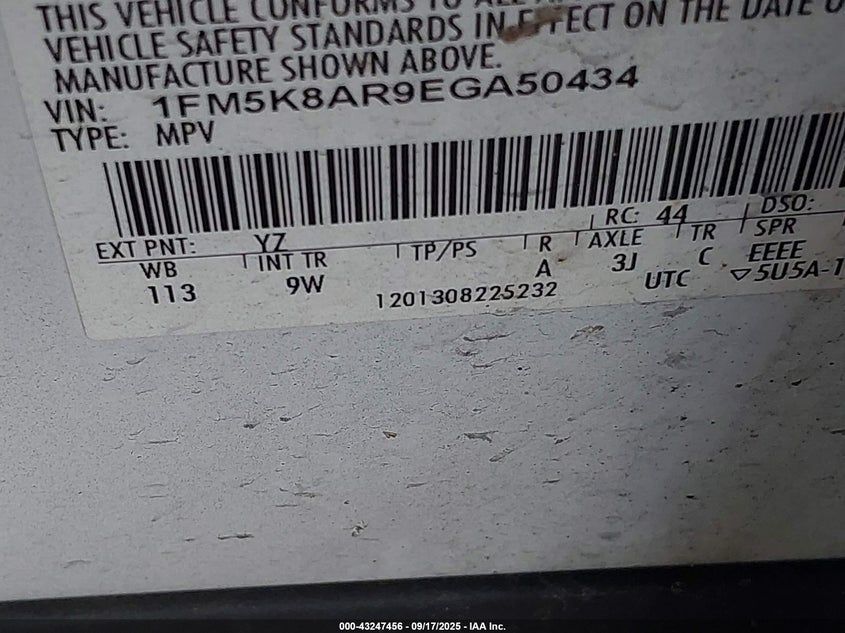 THIS VEHICLE CONFORMS TO ALL
VEHICLE SAFETY STANDARDS IN EFFECT ON THE DATE O
MANUFACTURE SHOWN ABOVE.
VIN: 1FM5K8AR9EGA50434
TYPE: MPV
EXT PNT: YZ RC: 44 DSO:
WB INT TR TP/PS R AXLE TR SPR
113 9W A 3J C EEEE
1201308225232 UTC ▽5U5A-1
000-43247456 - 09/17/2025 - IAA Inc.